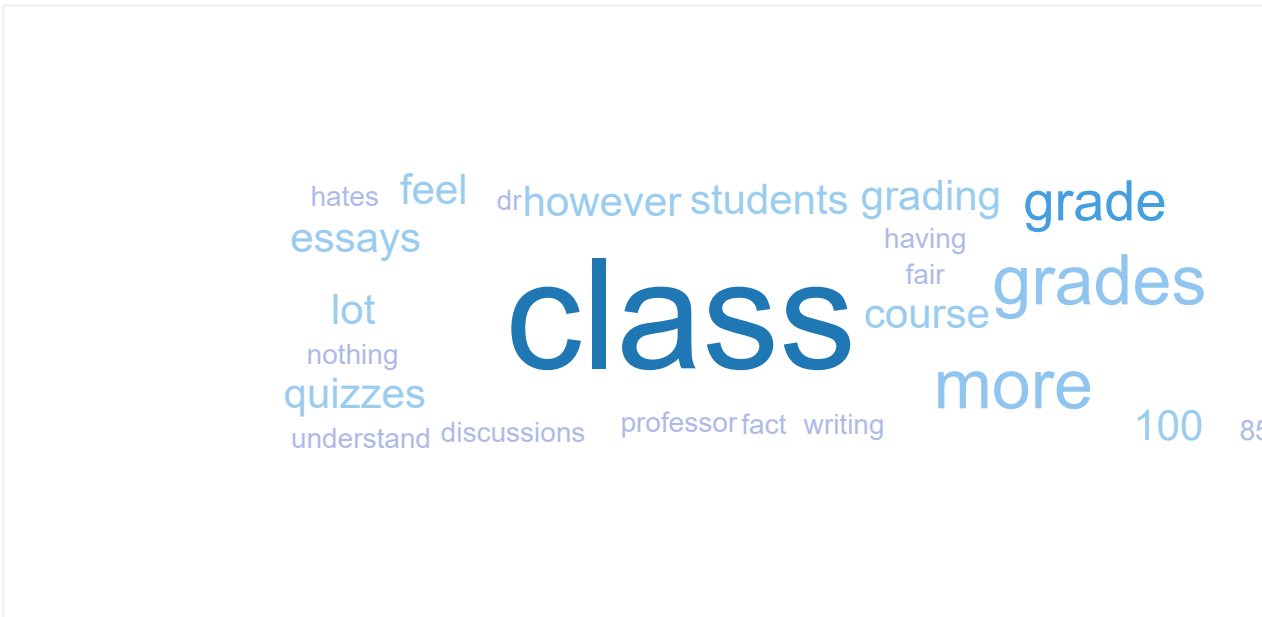 hates feel dr however students grading grade
essays having
fair grades
lot class course
nothing
quizzes more
understand discussions professor fact writing 100 85